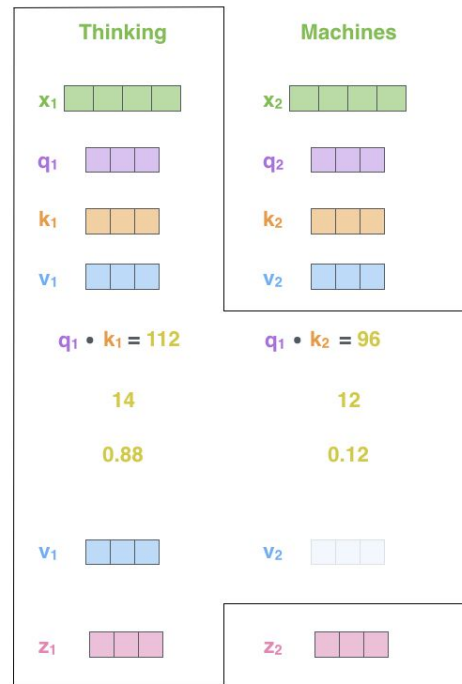 Thinking Machines
x₁ x₂
q₁ q₂
k₁ k₂
v₁ v₂
q₁ • k₁ = 112 q₁ • k₂ = 96
14 12
0.88 0.12
v₁ v₂
z₁ z₂